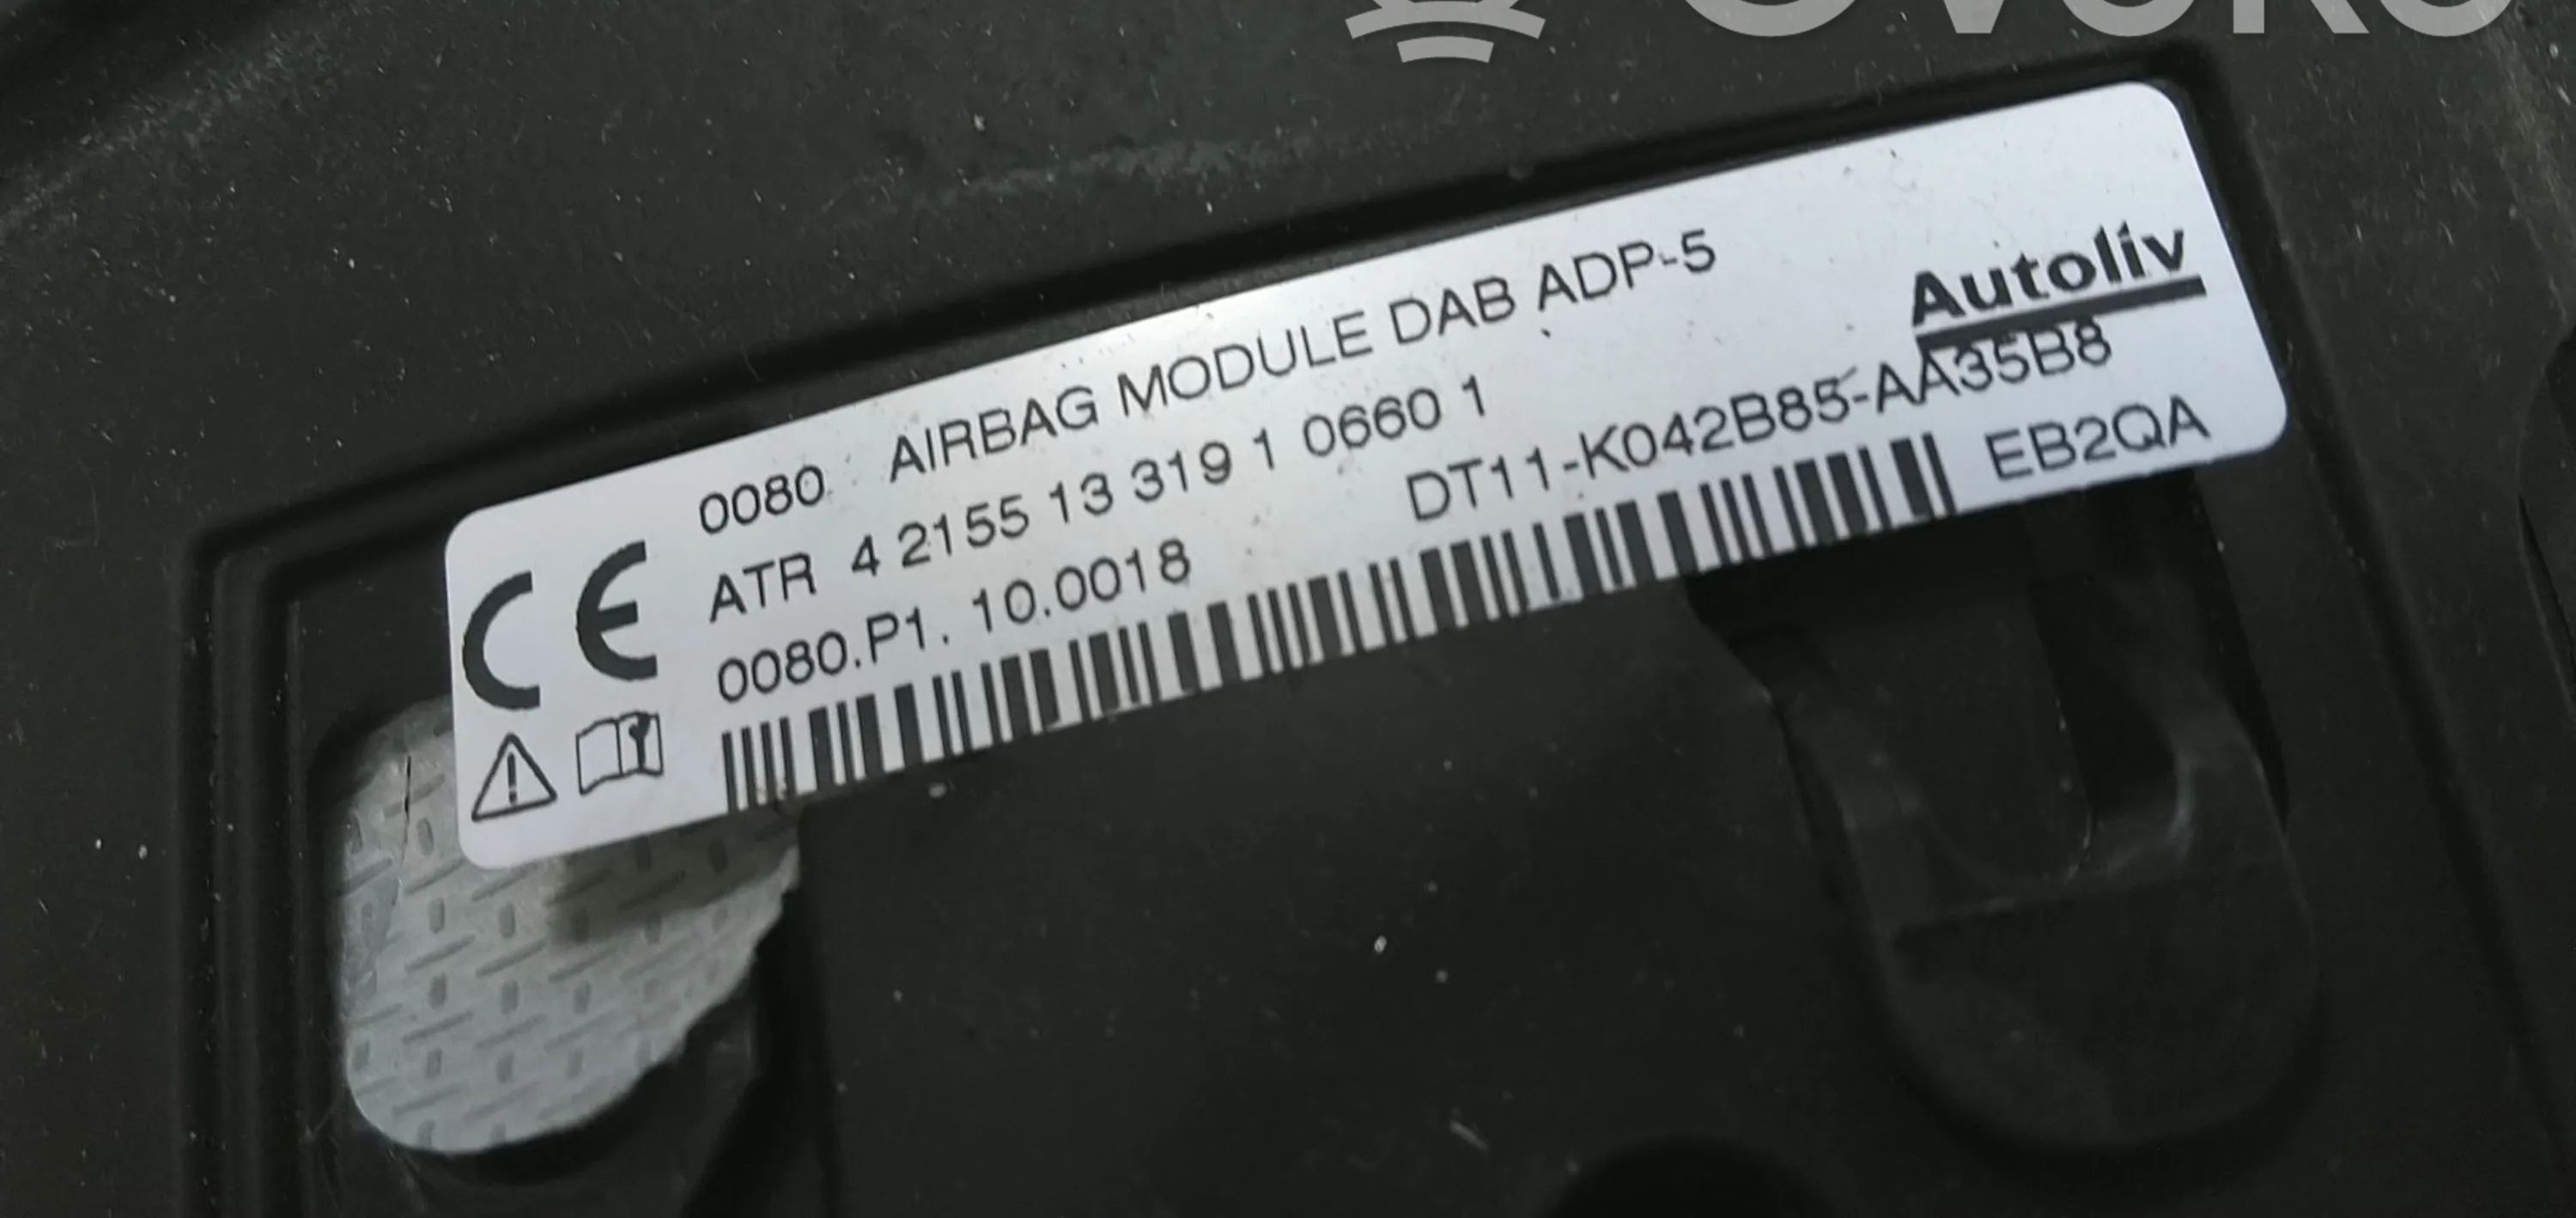 0080 AIRBAG MODULE DAB ADP-5
Autoliv
ATR 4 2155 13 319 1 0660 1
DT11-K042B85-AA35B8
0080.P1. 10.0018
EB2QA
CE